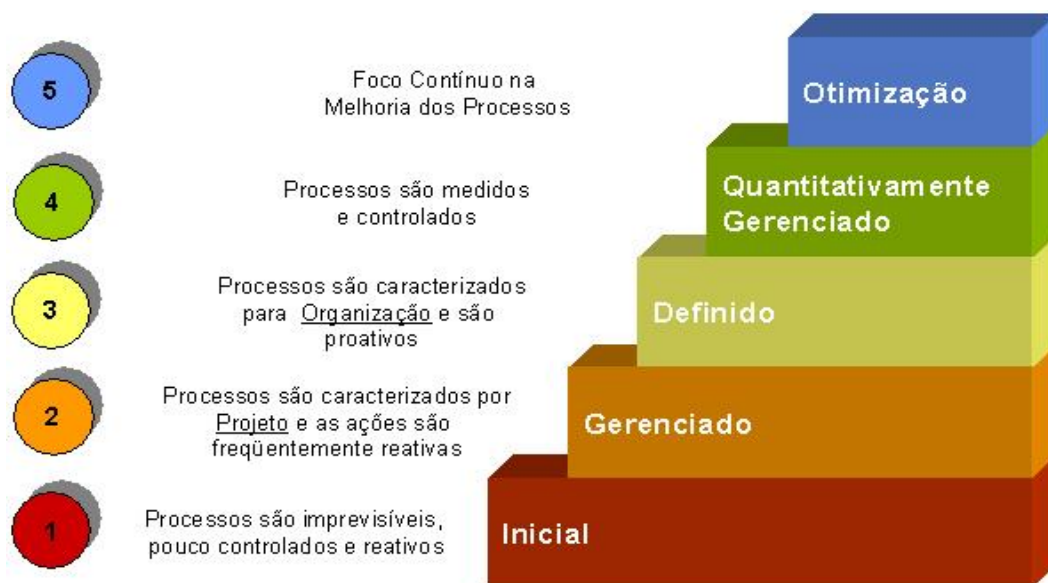 5
Foco Contínuo na
Melhoria dos Processos
Otimização
4
Processos são medidos
e controlados
Quantitativamente
Gerenciado
3
Processos são caracterizados
para Organização e são
proativos
Definido
2
Processos são caracterizados por
Projeto e as ações são
freqüentemente reativas
Gerenciado
1
Processos são imprevisíveis,
pouco controlados e reativos
Inicial